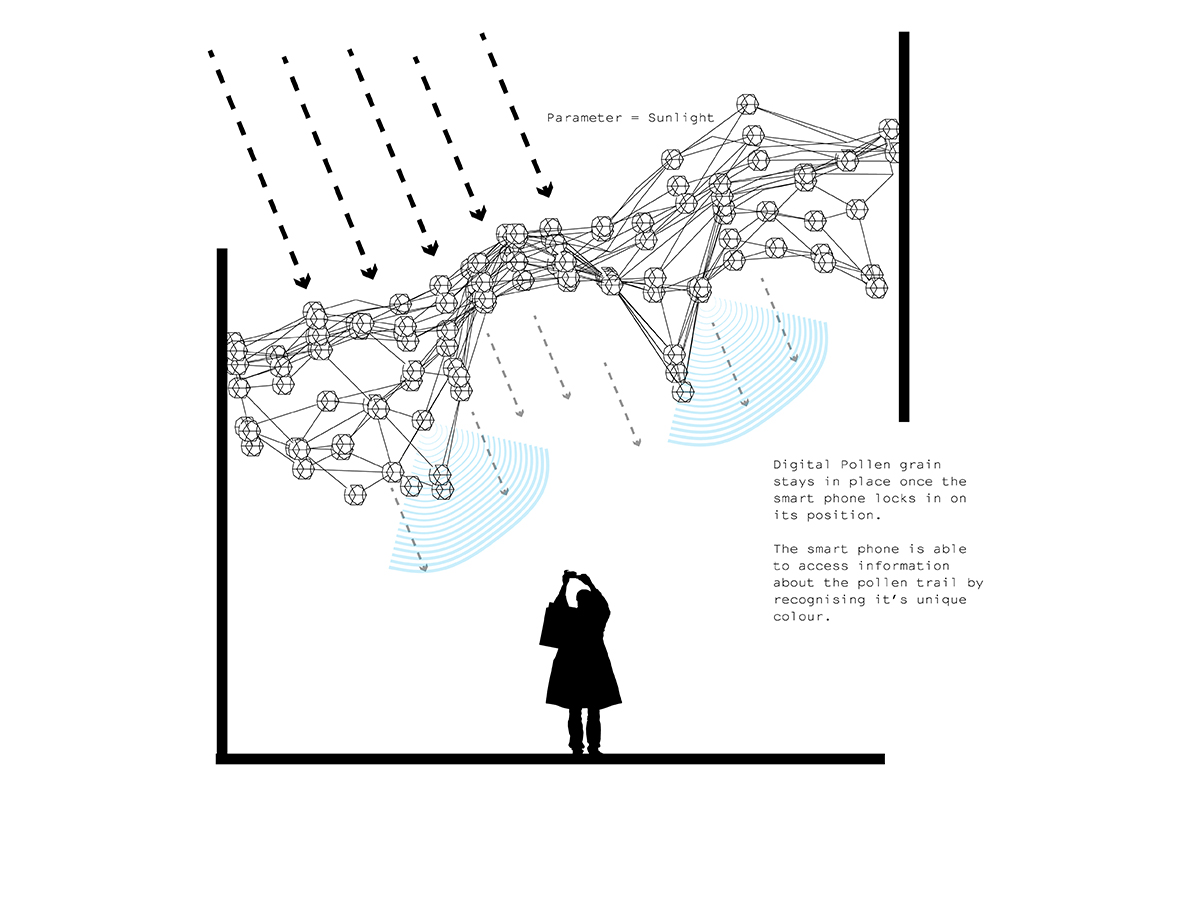 Parameter = Sunlight
Digital Pollen grain
stays in place once the
smart phone locks in on
its position.
The smart phone is able
to access information
about the pollen trail by
recognising it's unique
colour.